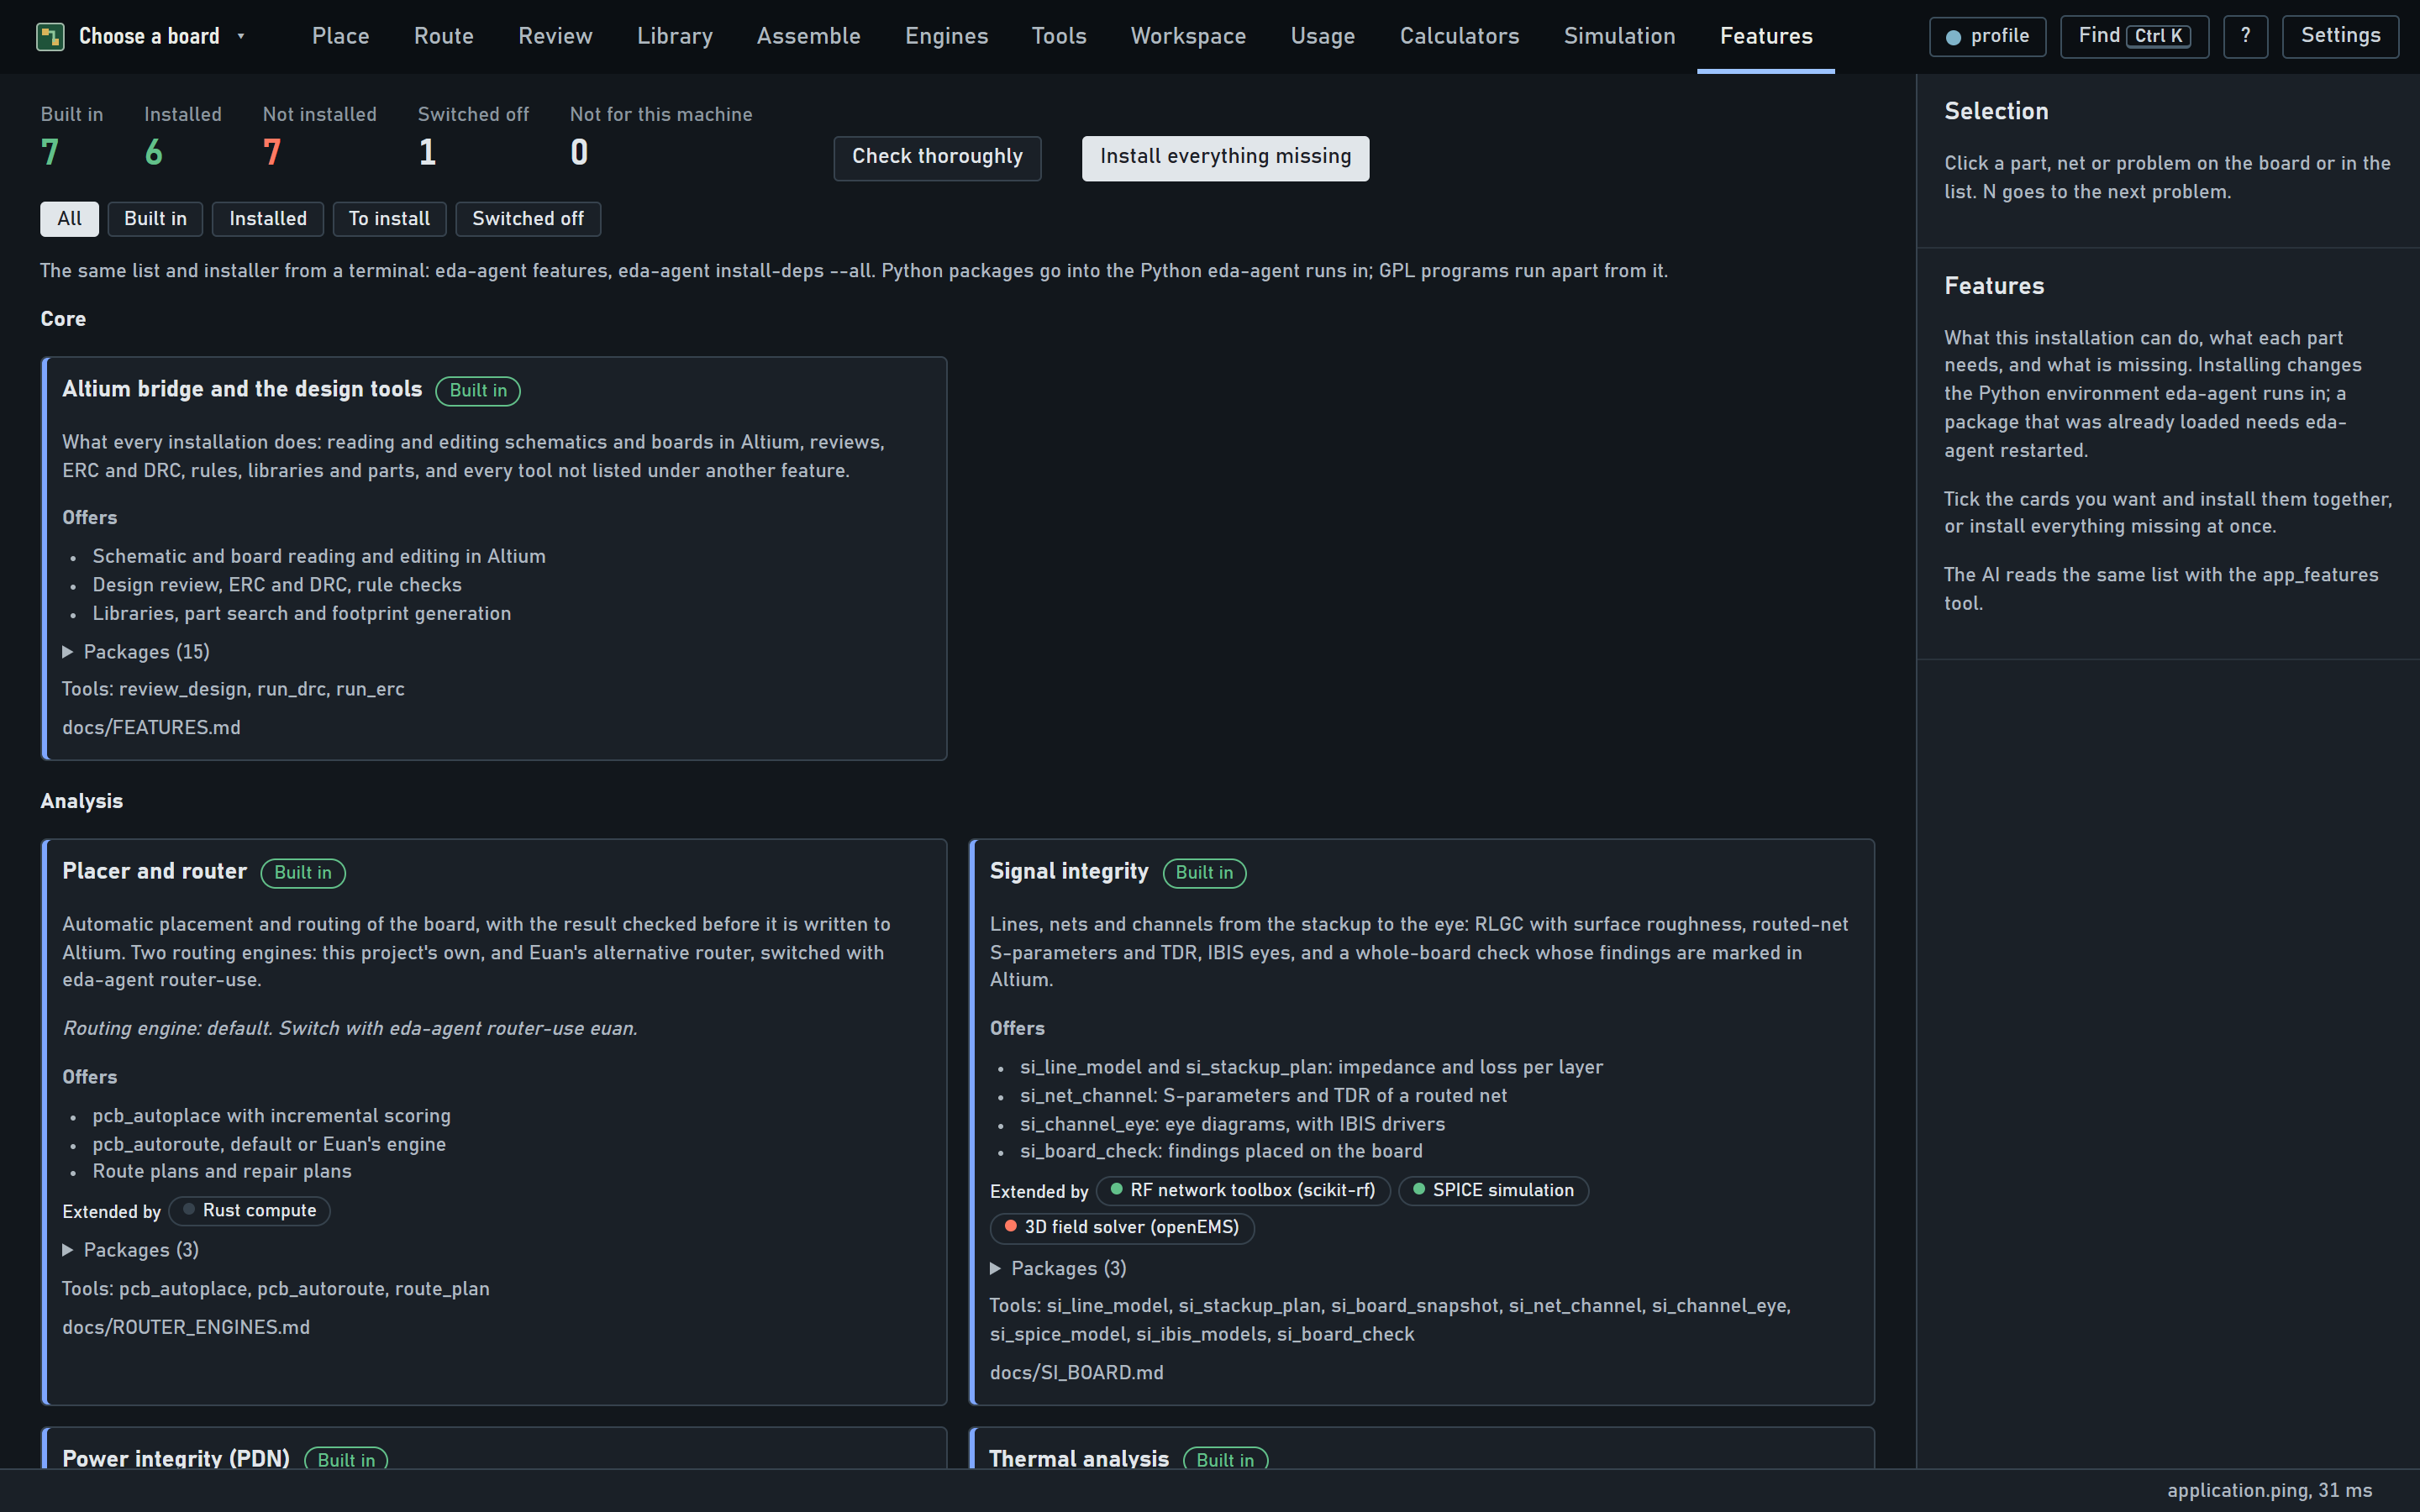 Choose a board
Place Route Review Library Assemble Engines Tools Workspace Usage Calculators Simulation Features
profile
Find Ctrl K
?
Settings
Built in Installed Not installed Switched off Not for this machine
7 6 7 1 0
Check thoroughly
Install everything missing
All Built in Installed To install Switched off
The same list and installer from a terminal: eda-agent features, eda-agent install-deps --all. Python packages go into the Python eda-agent runs in; GPL programs run apart from it.
Core
Altium bridge and the design tools Built in
What every installation does: reading and editing schematics and boards in Altium, reviews,
ERC and DRC, rules, libraries and parts, and every tool not listed under another feature.
Offers
• Schematic and board reading and editing in Altium
• Design review, ERC and DRC, rule checks
• Libraries, part search and footprint generation
Packages (15)
Tools: review_design, run_drc, run_erc
docs/FEATURES.md
Analysis
Placer and router Built in
Automatic placement and routing of the board, with the result checked before it is written to
Altium. Two routing engines: this project's own, and Euan's alternative router, switched with
eda-agent router-use.
Routing engine: default. Switch with eda-agent router-use euan.
Offers
• pcb_autoplace with incremental scoring
• pcb_autoroute, default or Euan's engine
• Route plans and repair plans
Extended by Rust compute
Packages (3)
Tools: pcb_autoplace, pcb_autoroute, route_plan
docs/ROUTER_ENGINES.md
Signal integrity Built in
Lines, nets and channels from the stackup to the eye: RLGC with surface roughness, routed-net
S-parameters and TDR, IBIS eyes, and a whole-board check whose findings are marked in
Altium.
Offers
• si_line_model and si_stackup_plan: impedance and loss per layer
• si_net_channel: S-parameters and TDR of a routed net
• si_channel_eye: eye diagrams, with IBIS drivers
• si_board_check: findings placed on the board
Extended by RF network toolbox (scikit-rf) SPICE simulation
3D field solver (openEMS)
Packages (3)
Tools: si_line_model, si_stackup_plan, si_board_snapshot, si_net_channel, si_channel_eye,
si_spice_model, si_ibis_models, si_board_check
docs/SI_BOARD.md
Power integrity (PDN) Built in
Thermal analysis Built in
Selection
Click a part, net or problem on the board or in the
list. N goes to the next problem.
Features
What this installation can do, what each part
needs, and what is missing. Installing changes
the Python environment eda-agent runs in; a
package that was already loaded needs eda-
agent restarted.
Tick the cards you want and install them together,
or install everything missing at once.
The AI reads the same list with the app_features
tool.
application.ping, 31 ms